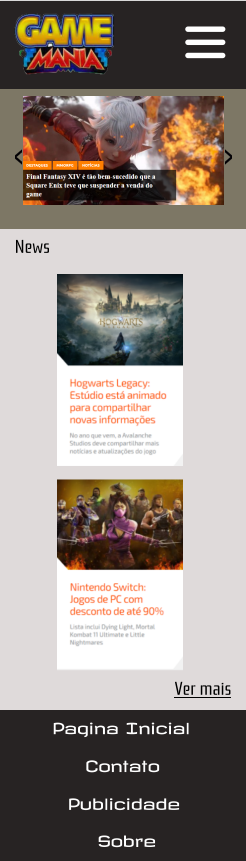 GAME
MANIA
DESTAQUES #MMORPG NOTÍCIAS
Final Fantasy XIV é tão bem-sucedido que a
Square Enix teve que suspender a venda do
game
News
HOGWARTS
Hogwarts Legacy:
Estúdio está animado
para compartilhar
novas informações
No ano que vem, a Avalanche
Studios deve compartilhar mais
notícias e atualizações do jogo
Nintendo Switch:
Jogos de PC com
desconto de até 90%
Lista inclui Dying Light, Mortal
Kombat 11 Ultimate e Little
Nightmares
Ver mais
Pagina Inicial
Contato
Publicidade
Sobre